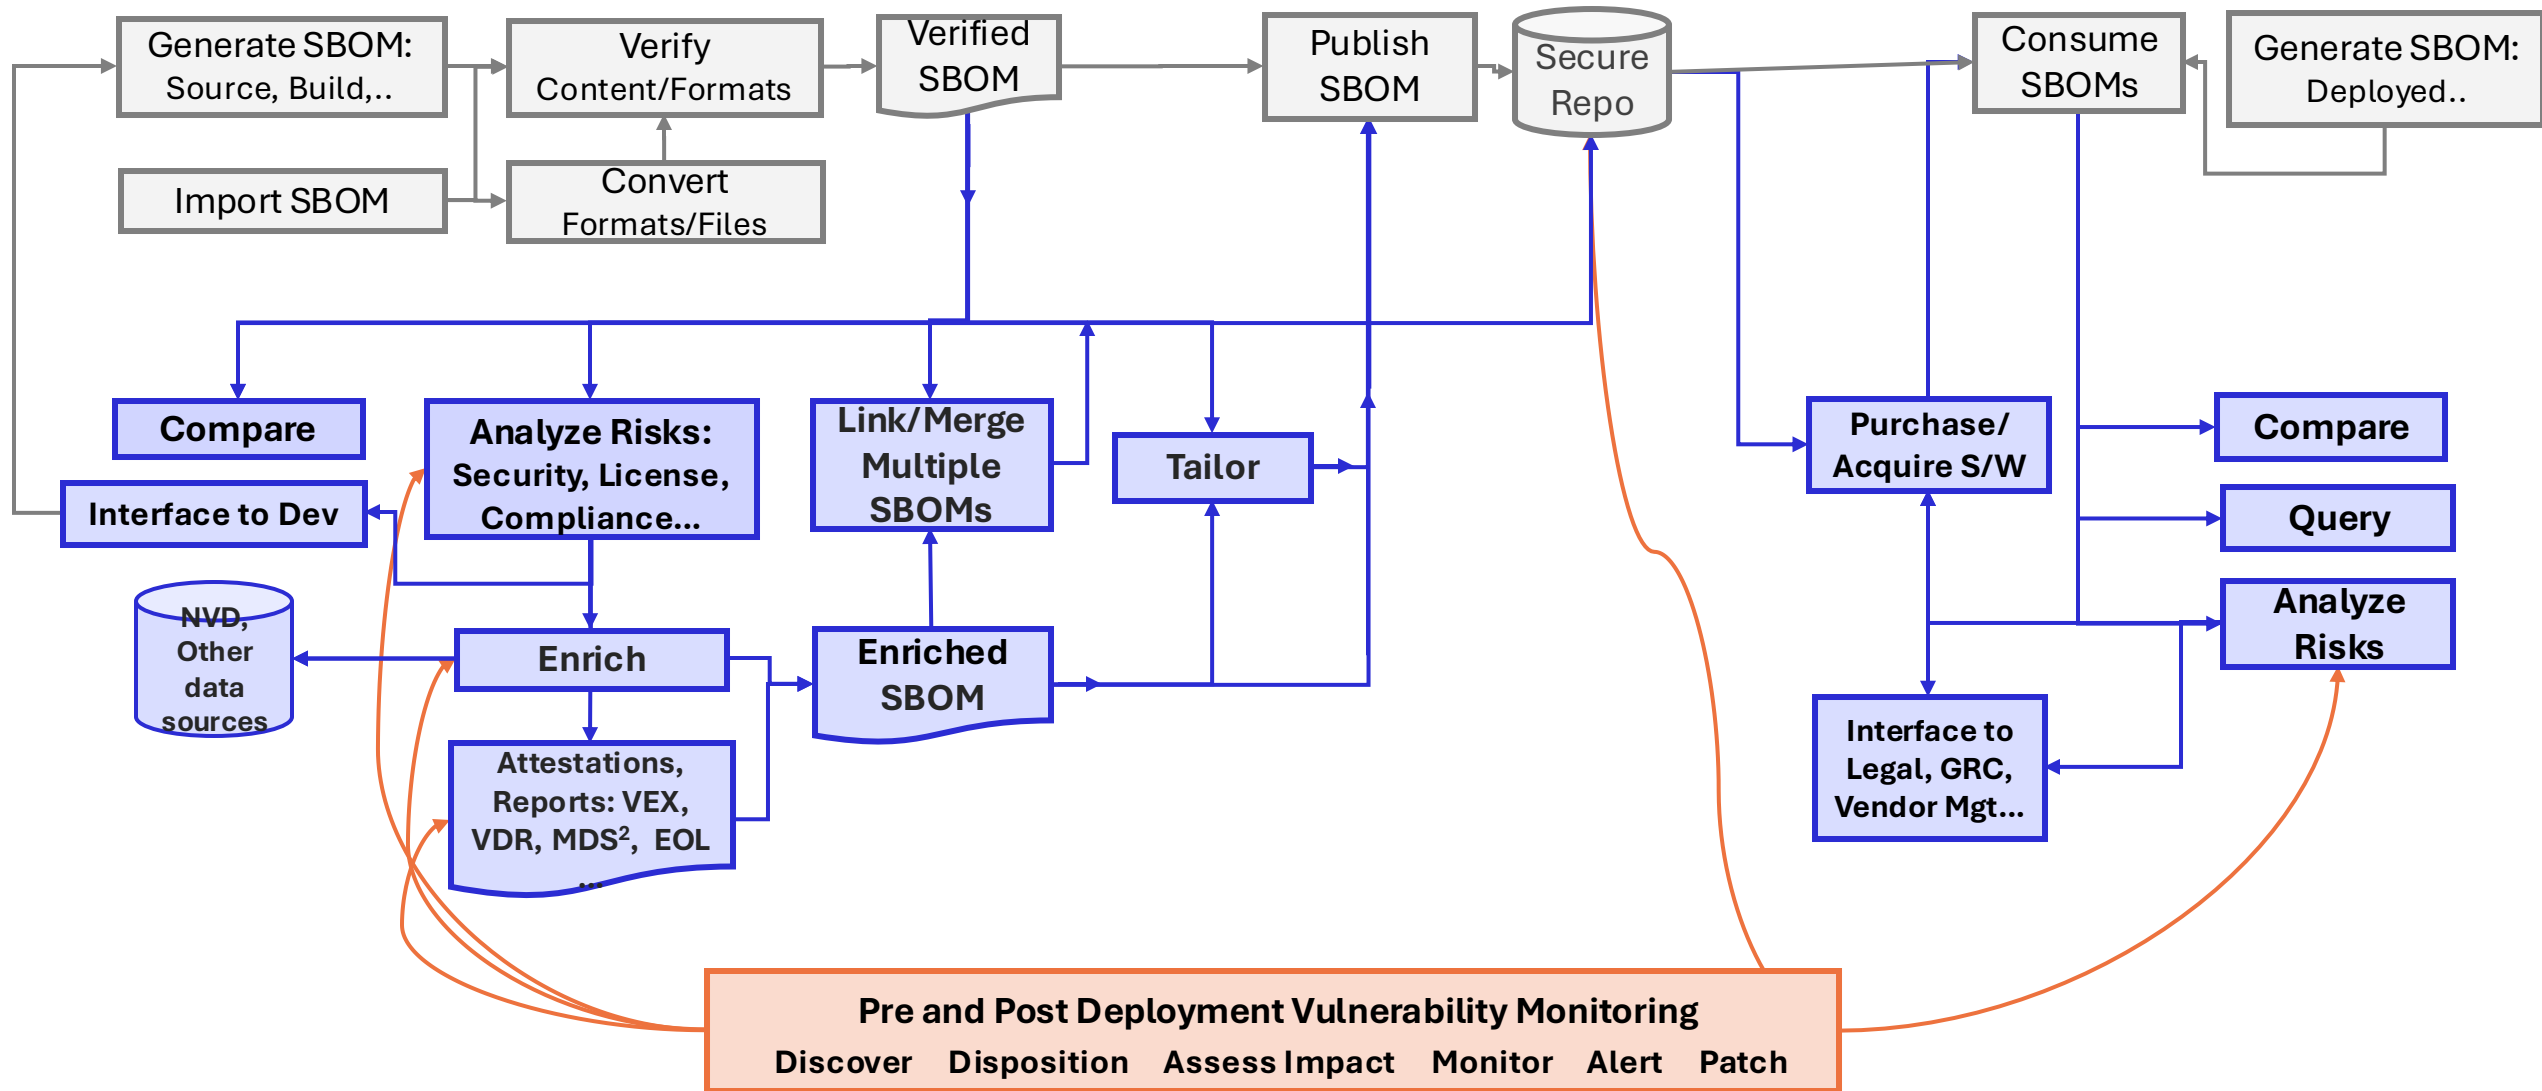 Generate SBOM:
Source, Build,..
Verify
Content/Formats
Verified
SBOM
Publish
SBOM
Secure
Repo
Consume
SBOMs
Generate SBOM:
Deployed..
Import SBOM
Convert
Formats/Files
Compare
Analyze Risks:
Security, License,
Compliance...
Link/Merge
Multiple
SBOMs
Tailor
Purchase/
Acquire S/W
Compare
Interface to Dev
Query
NVD,
Other
data
sources
Enrich
Enriched
SBOM
Analyze
Risks
Attestations,
Reports: VEX,
VDR, MDS², EOL
...
Interface to
Legal, GRC,
Vendor Mgt...
Pre and Post Deployment Vulnerability Monitoring
Discover Disposition Assess Impact Monitor Alert Patch